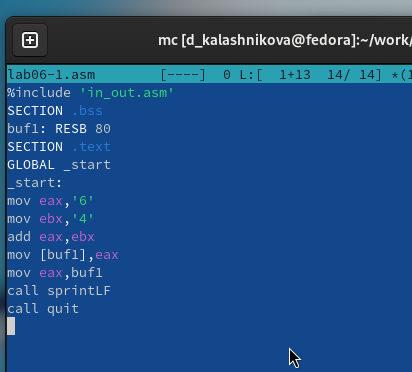 mc [d_kalashnikova@fedora]:~/work/
lab06-1.asm [----] 0 L:[ 1+13 14/ 14] *(1
%include 'in_out.asm'
SECTION .bss
buf1: RESB 80
SECTION .text
GLOBAL _start
_start:
mov eax,'6'
mov ebx,'4'
add eax,ebx
mov [buf1],eax
mov eax,buf1
call sprintLF
call quit